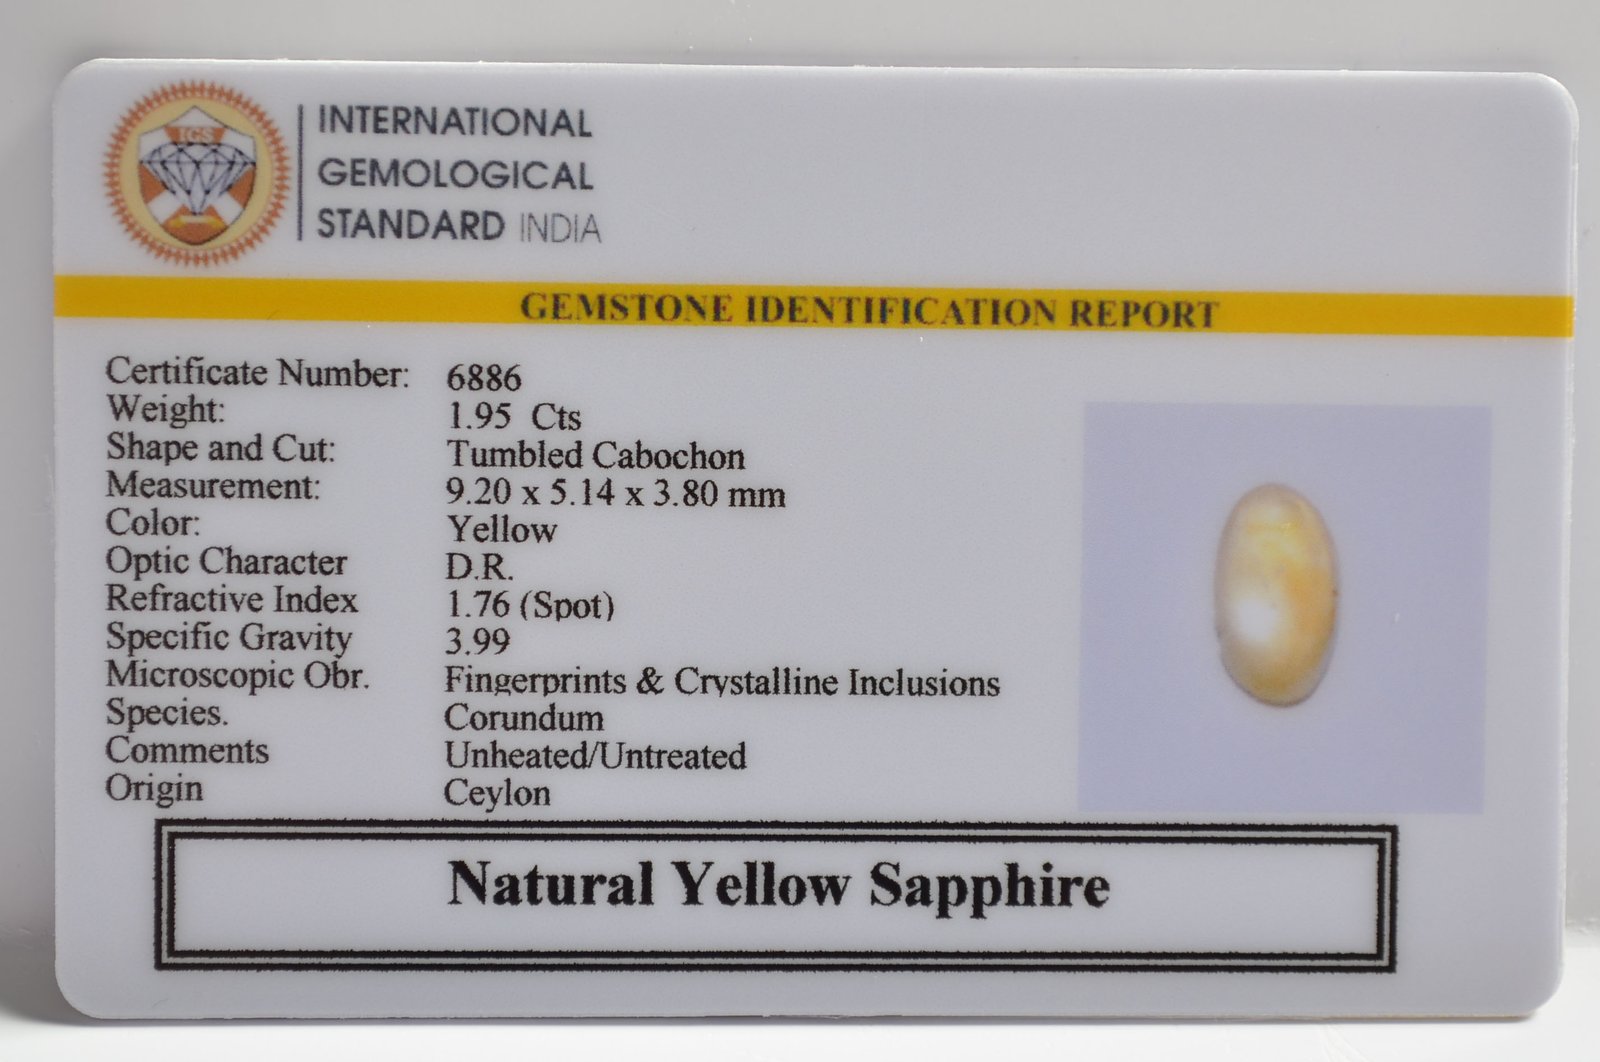 IGS
INTERNATIONAL
GEMOLOGICAL
STANDARD INDIA
GEMSTONE IDENTIFICATION REPORT
Certificate Number: 6886
Weight: 1.95 Cts
Shape and Cut: Tumbled Cabochon
Measurement: 9.20 x 5.14 x 3.80 mm
Color: Yellow
Optic Character D.R.
Refractive Index 1.76 (Spot)
Specific Gravity 3.99
Microscopic Obr. Fingerprints & Crystalline Inclusions
Species. Corundum
Comments Unheated/Untreated
Origin Ceylon
Natural Yellow Sapphire